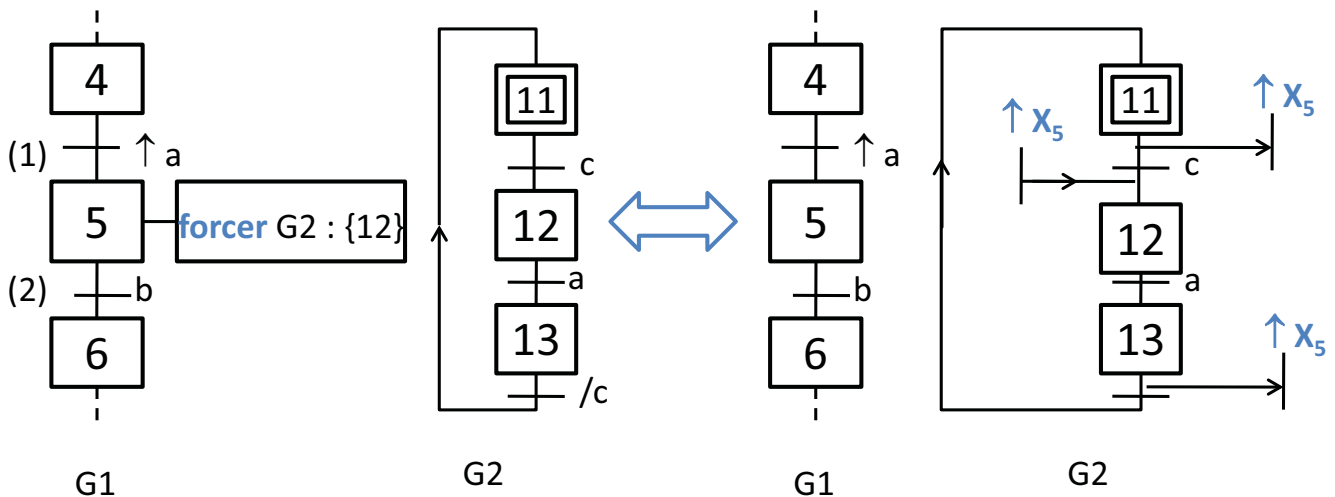 4
(1)
↑ a
5
forcer G2 : {12}
(2)
b
6
G1
11
c
12
a
13
/c
G2
4
↑ a
5
b
6
G1
↑ X₅
11
↑ X₅
c
12
a
13
↑ X₅
G2